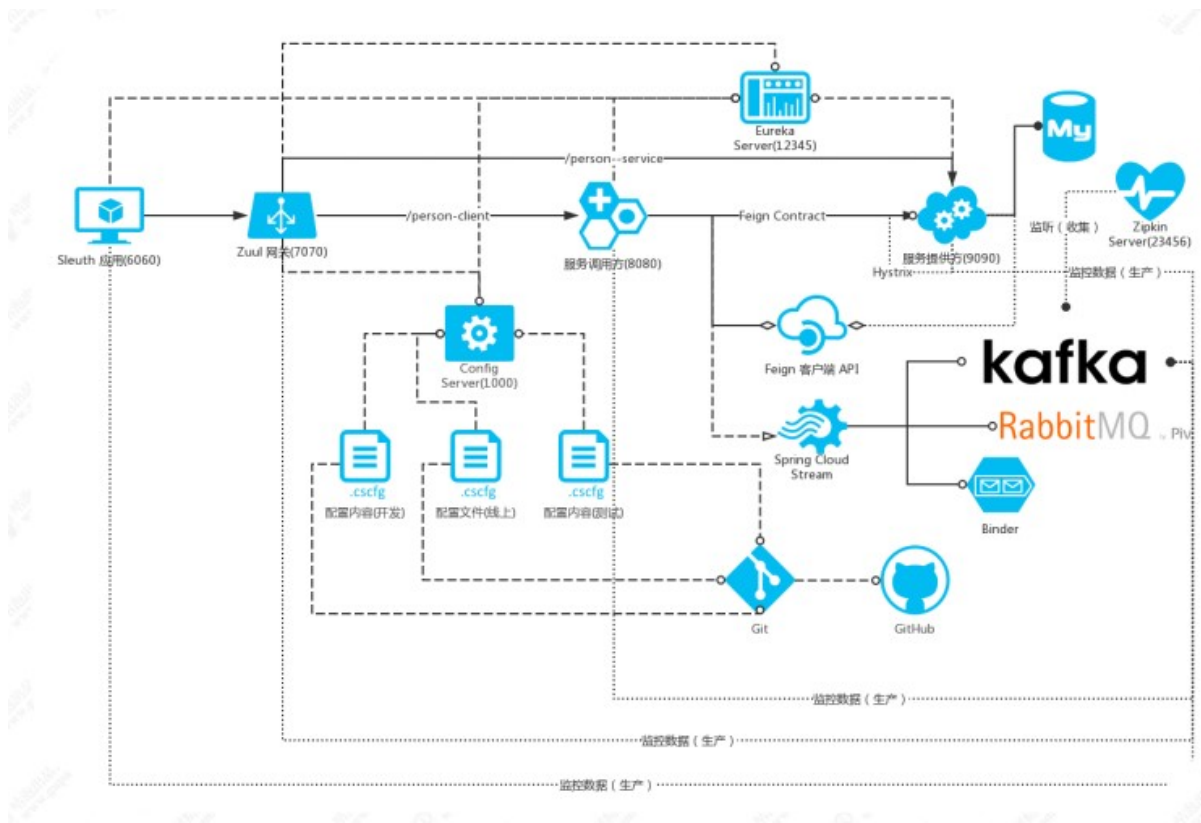 Eureka
Server(12345)
My
/person--service
Sleuth 应用(6060)
Zuul 网关(7070)
/person-client
服务调用方(8080)
Feign Contract
服务提供方(9090)
Hystrix
监听（收集）
Zipkin
Server(23456)
监控数据（生产）
Config
Server(1000)
Feign 客户端 API
kafka
RabbitMQ
by Piv
Spring Cloud
Stream
.cscfg
配置内容(开发)
.cscfg
配置文件(线上)
.cscfg
配置内容(测试)
Binder
Git
GitHub
监控数据（生产）
监控数据（生产）
监控数据（生产）